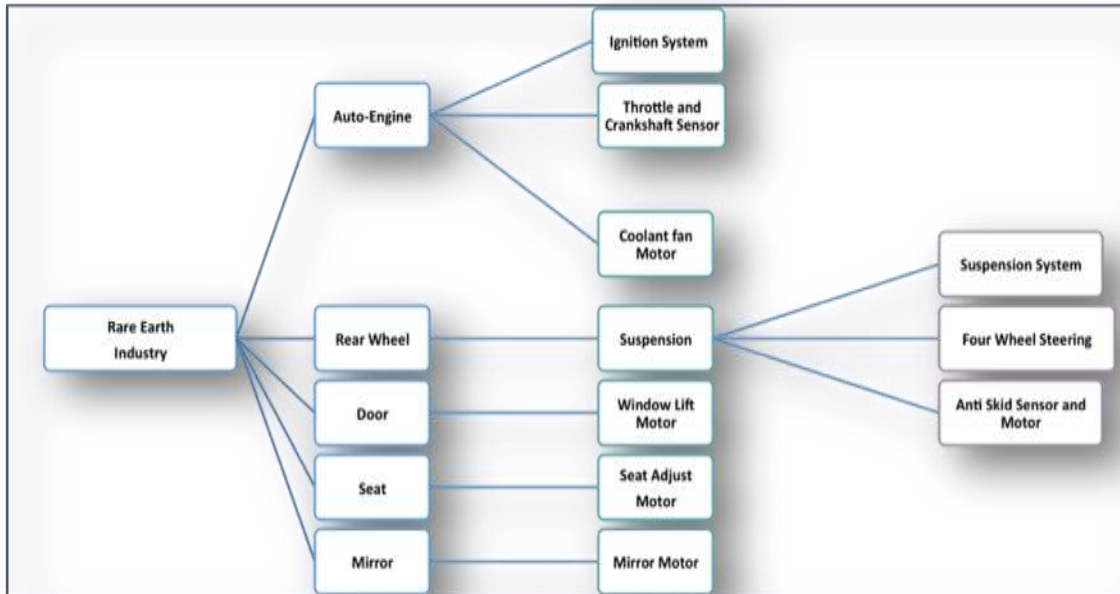 Ignition System
Auto-Engine
Throttle and
Crankshaft Sensor
Coolant fan
Motor
Suspension System
Rare Earth
Industry
Rear Wheel
Suspension
Four Wheel Steering
Door
Window Lift
Motor
Anti Skid Sensor and
Motor
Seat
Seat Adjust
Motor
Mirror
Mirror Motor